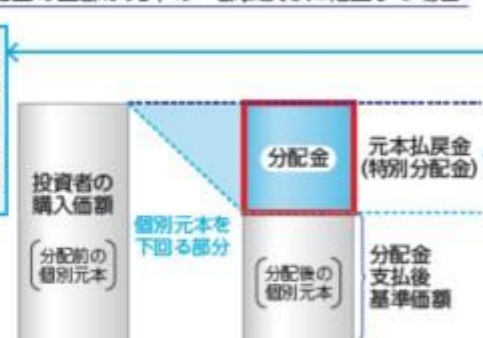 投資者の
購入価額
分配前の
個別元本
個別元本を
下回る部分
分配金
元本払戻金
(特別分配金)
分配後の
個別元本
分配金
支払後
基準価額